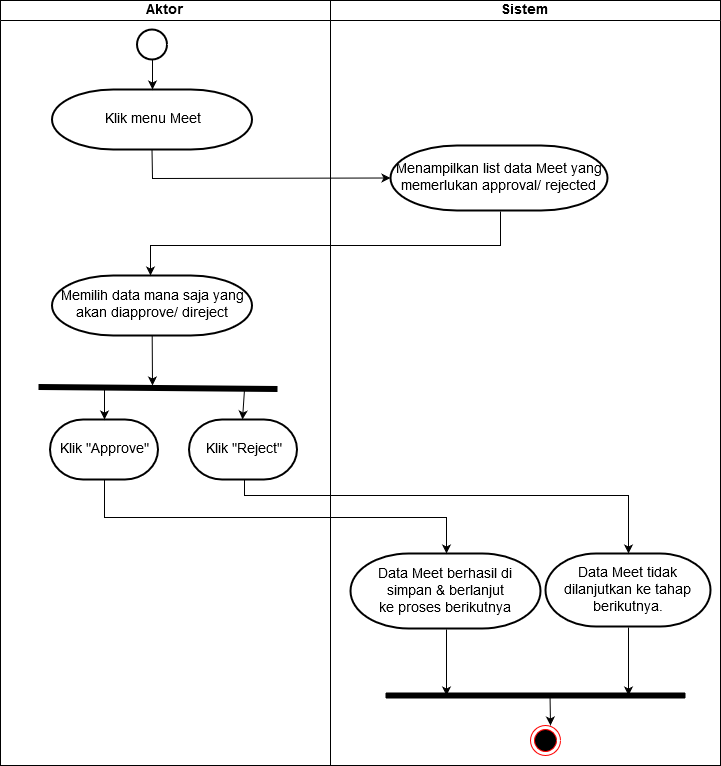 Aktor
Sistem
Klik menu Meet
Menampilkan list data Meet yang
memerlukan approval/ rejected
Memilih data mana saja yang
akan diapprove/ direject
Klik "Approve"
Klik "Reject"
Data Meet berhasil di
simpan & berlanjut
ke proses berikutnya
Data Meet tidak
dilanjutkan ke tahap
berikutnya.